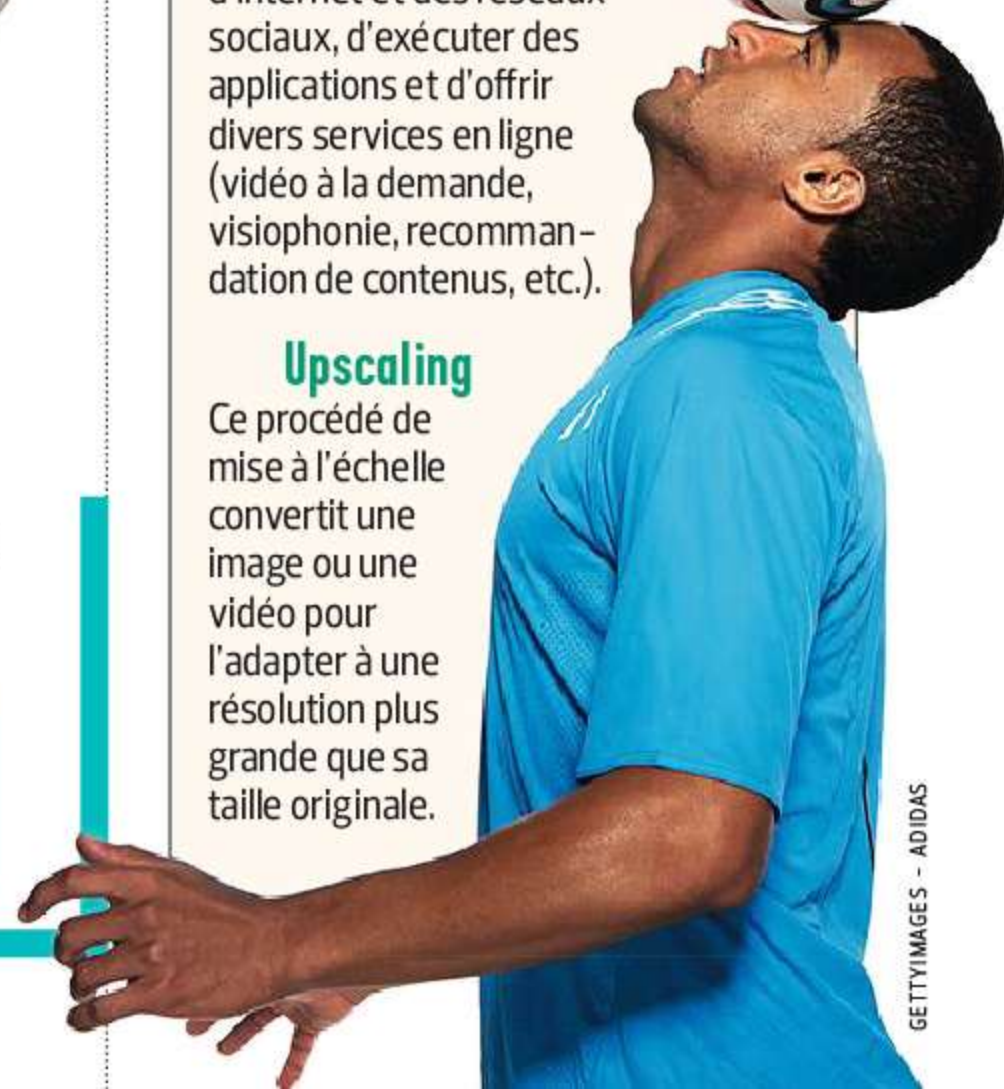 sociaux, d'exécuter des
applications et d'offrir
divers services en ligne
(vidéo à la demande,
visiophonie, recomman-
dation de contenus, etc.).
Upscaling
Ce procédé de
mise à l'échelle
convertit une
image ou une
vidéo pour
l'adapter à une
résolution plus
grande que sa
taille originale.
GETTYIMAGES - ADIDAS